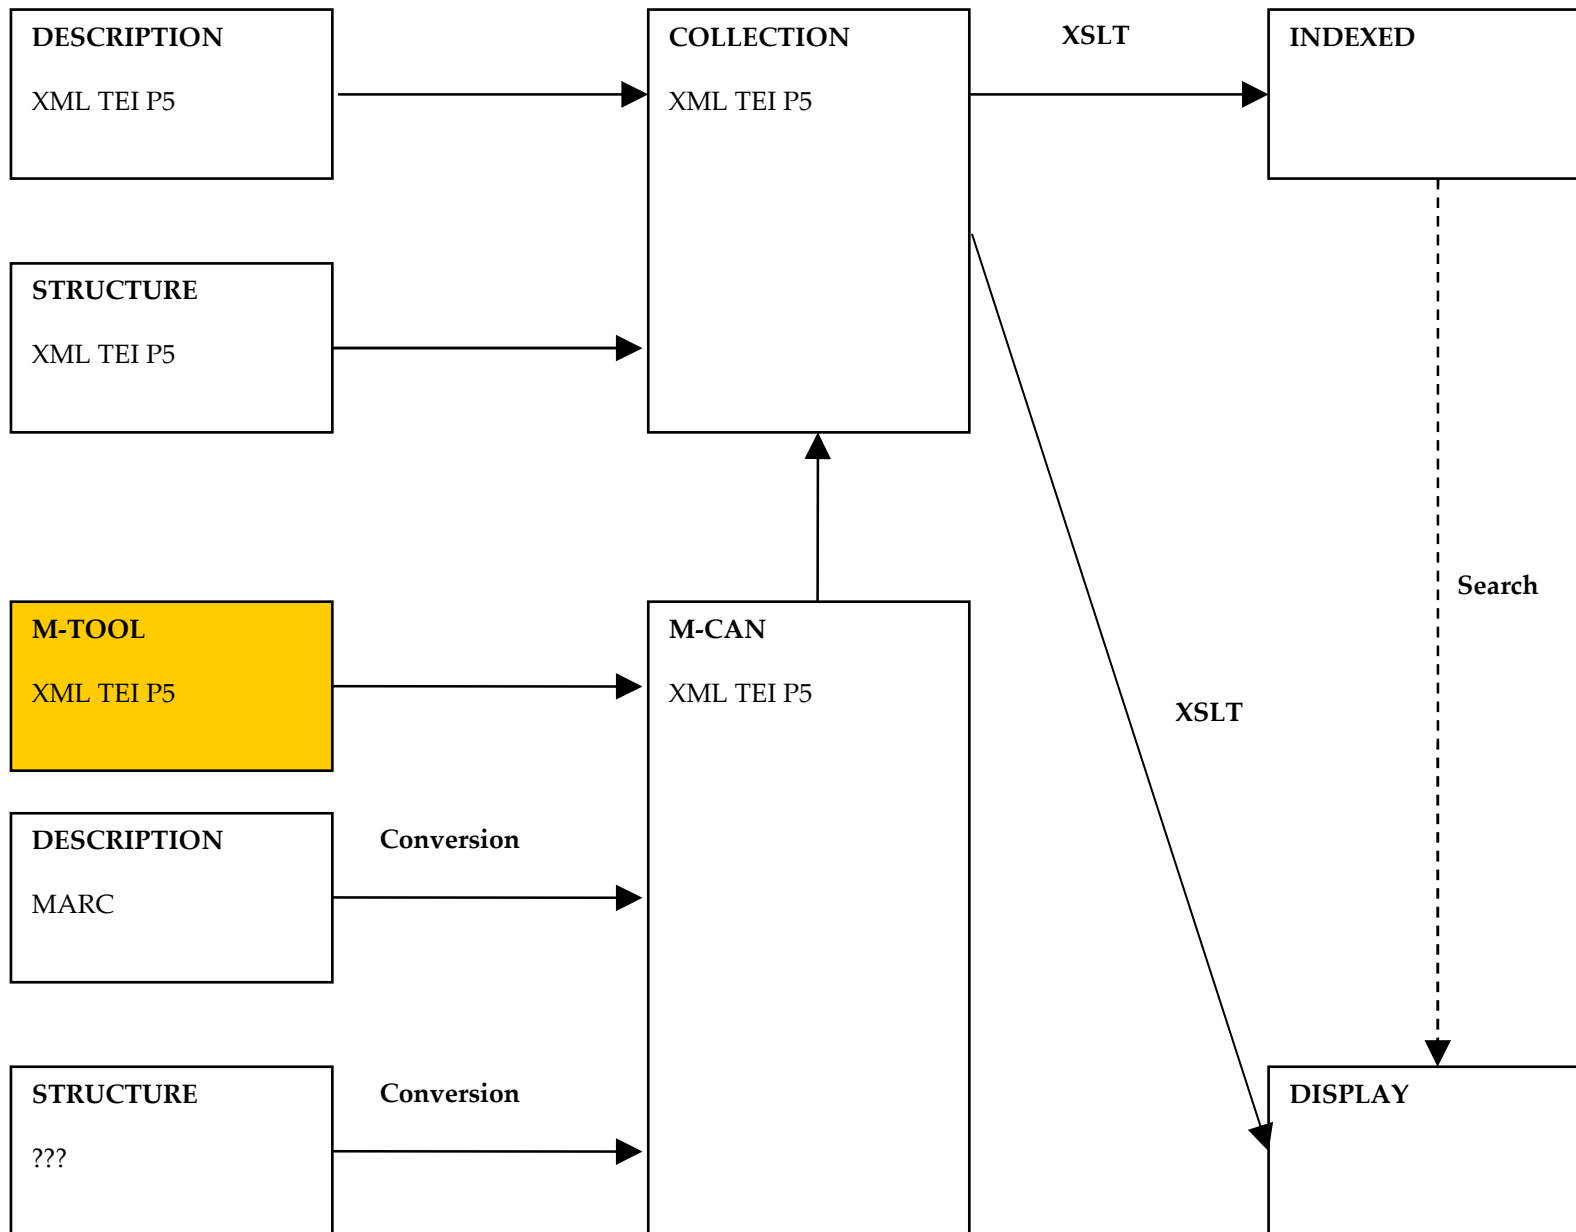 DESCRIPTION
XML TEI P5
COLLECTION
XML TEI P5
XSLT
INDEXED
STRUCTURE
XML TEI P5
Search
M-TOOL
XML TEI P5
M-CAN
XML TEI P5
XSLT
DESCRIPTION
MARC
Conversion
STRUCTURE
???
Conversion
DISPLAY